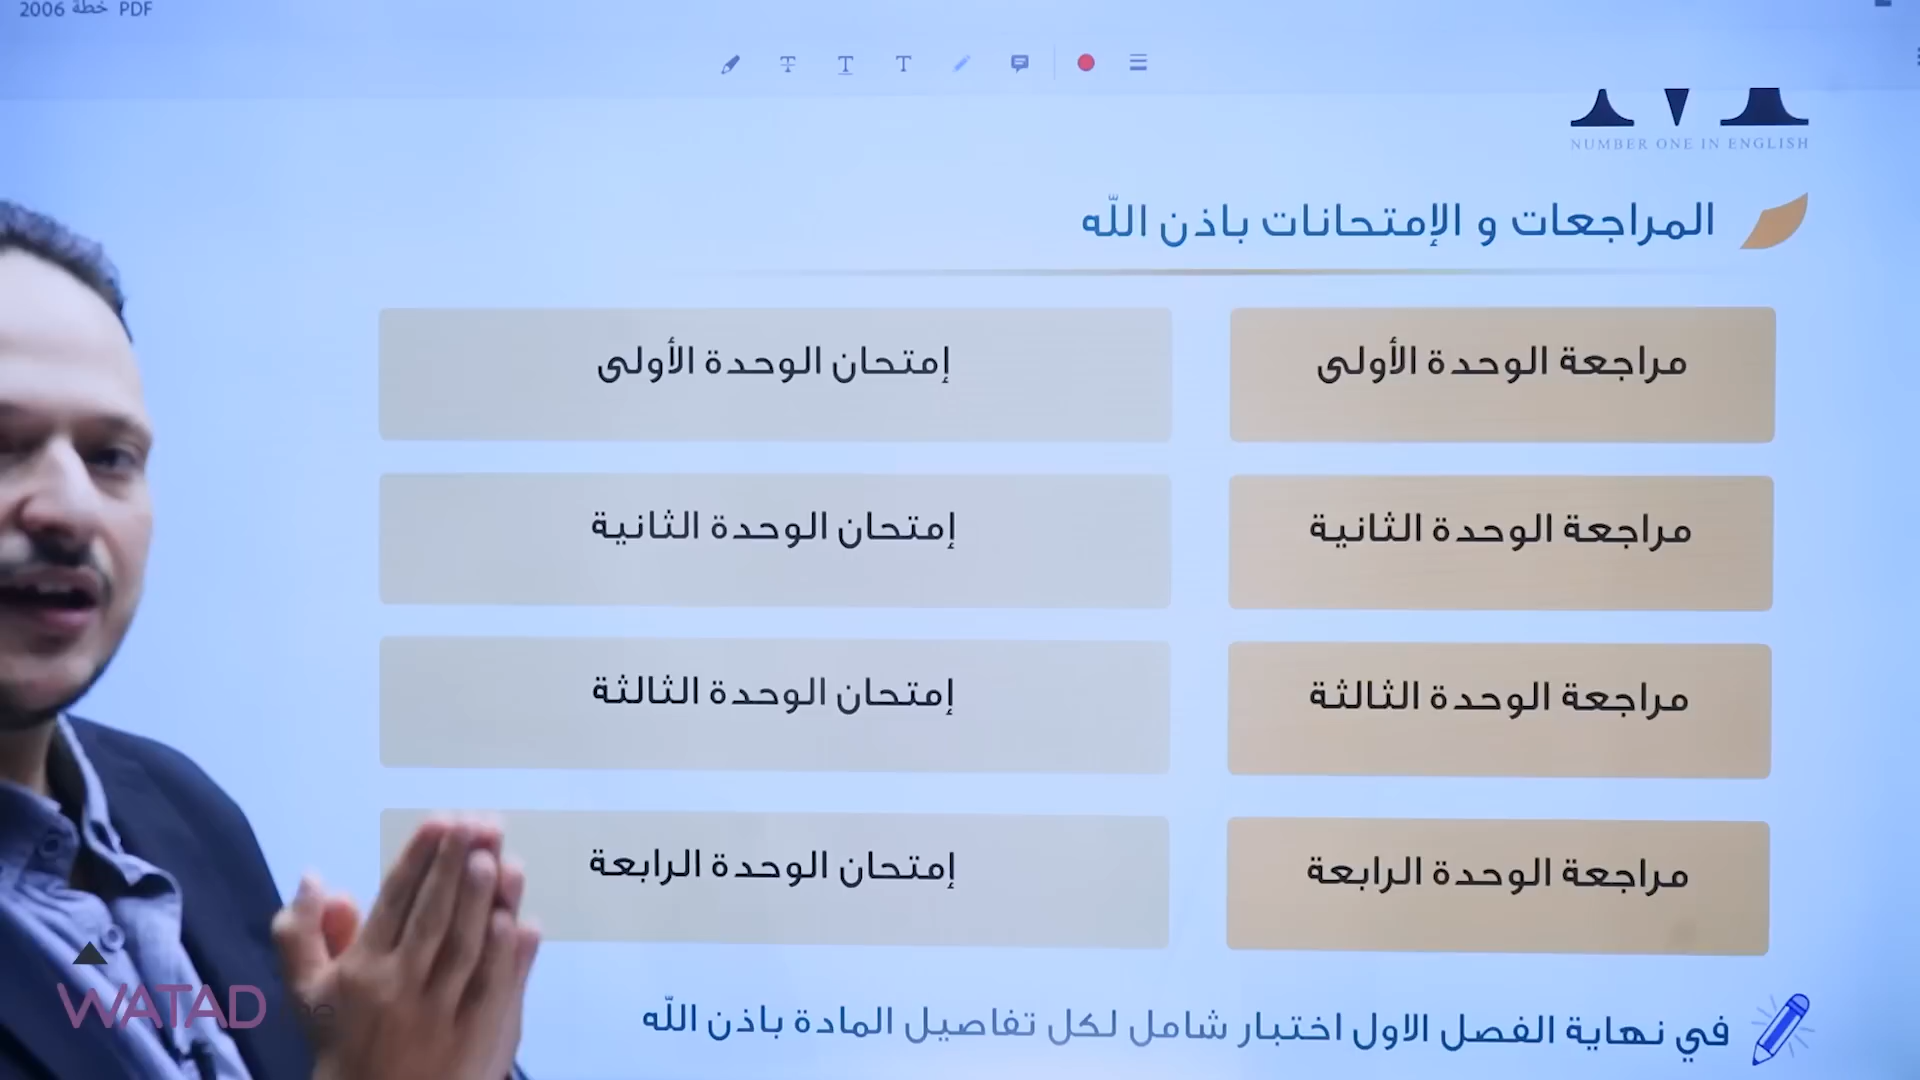 خطة 2006 PDF
NUMBER ONE IN ENGLISH
المراجعات و الإمتحانات باذن الله
مراجعة الوحدة الأولى
إمتحان الوحدة الأولى
مراجعة الوحدة الثانية
إمتحان الوحدة الثانية
مراجعة الوحدة الثالثة
إمتحان الوحدة الثالثة
مراجعة الوحدة الرابعة
إمتحان الوحدة الرابعة
في نهاية الفصل الاول اختبار شامل لكل تفاصيل المادة باذن الله
WATAD